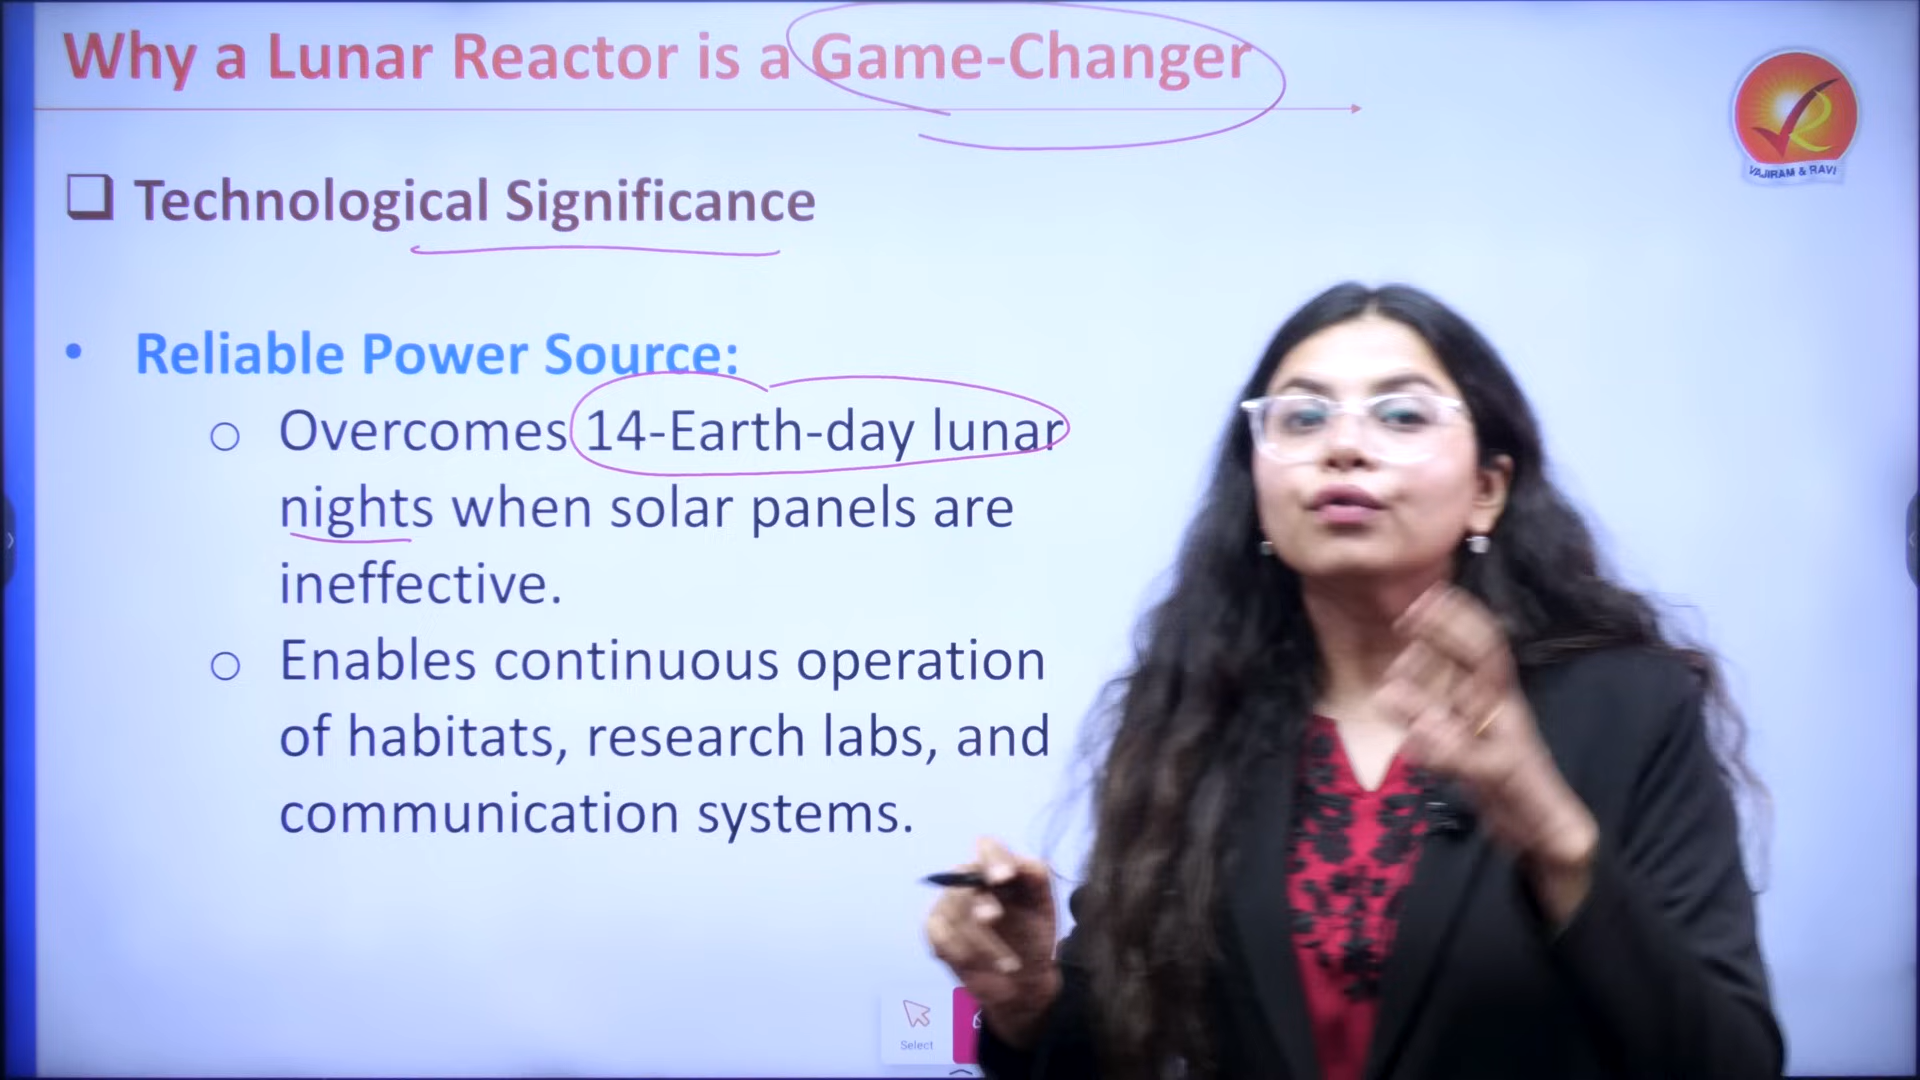 Why a Lunar Reactor is a Game-Changer
VAJIRAM & RAVI
Technological Significance
Reliable Power Source:
Overcomes 14-Earth-day lunar
nights when solar panels are
ineffective.
Enables continuous operation
of habitats, research labs, and
communication systems.
Select